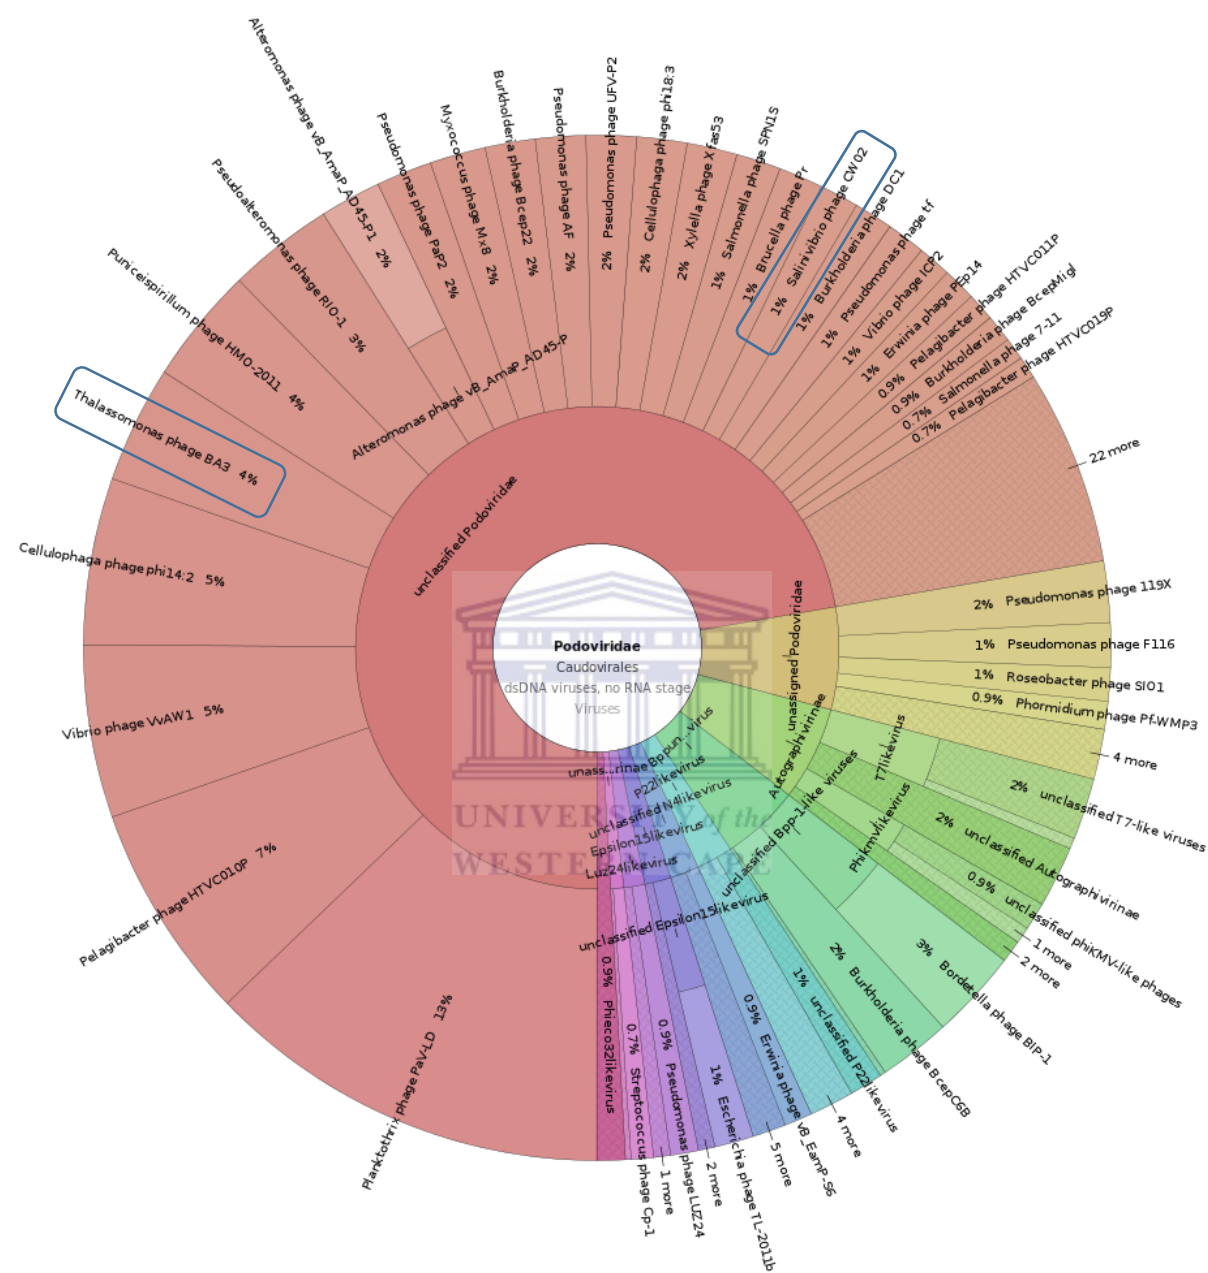 Alteromonas phage vB_AmaP_AD45-P1 2%
Pseudomonas phage PaP2 2%
Myxococcus phage Mx8 2%
Burkholderia phage Bcep22 2%
Pseudomonas phage AF 2%
2% Pseudomonas phage UFV-P2
2% Cellulophaga phage phi18:3
2% Xylella phage Xfas53
1% Salmonella phage SPN1S
1% Brucella phage Pr
1% Salinivibrio phage CW02
1% Burkholderia phage DC1
1% Pseudomonas phage tf
1% Vibrio phage ICP2
1% Erwinia phage PEp14
0.9% Pelagibacter phage HTVC011P
0.9% Burkholderia phage BcepMigl
0.7% Salmonella phage 7-11
0.7% Pelagibacter phage HTVC019P
22 more
Pseudoalteromonas phage RIO-1 3%
Puniceispirillum phage HMO-2011 4%
Thalassomonas phage BA3 4%
Cellulophaga phage phi14:2 5%
Vibrio phage VvAW1 5%
Pelagibacter phage HTVC010P 7%
Planktothrix phage PaV-LD 13%
Alteromonas phage vB_AmaP_AD45-P
unclassified Podoviridae
Podoviridae
Caudovirales
dsDNA viruses, no RNA stage
Viruses
unassigned Podoviridae
2% Pseudomonas phage 119X
1% Pseudomonas phage F116
1% Roseobacter phage SIO1
0.9% Phormidium phage Pf-WMP3
4 more
Autographivirinae
T7likevirus
2% unclassified T7-like viruses
2% unclassified Autographivirinae
Phikmvlikevirus
0.9% unclassified phiKMV-like phages
1 more
2 more
Bpp...un...virus
unclassified Bpp-1-like viruses
3% Bordetella phage BIP-1
2% Burkholderia phage BcepC6B
P22likevirus
1% unclassified P22likevirus
4 more
unclassified N4likevirus
0.9% Erwinia phage vB_EamP-S6
5 more
Epsilon15likevirus
unclassified Epsilon15likevirus
1% Escherichia phage TL-2011b
2 more
Luz24likevirus
0.9% Pseudomonas phage LUZ24
1 more
unass...rinae
0.7% Streptococcus phage Cp-1
0.9% Phieco32likevirus
UNIVERSITY of the
WESTERN CAPE